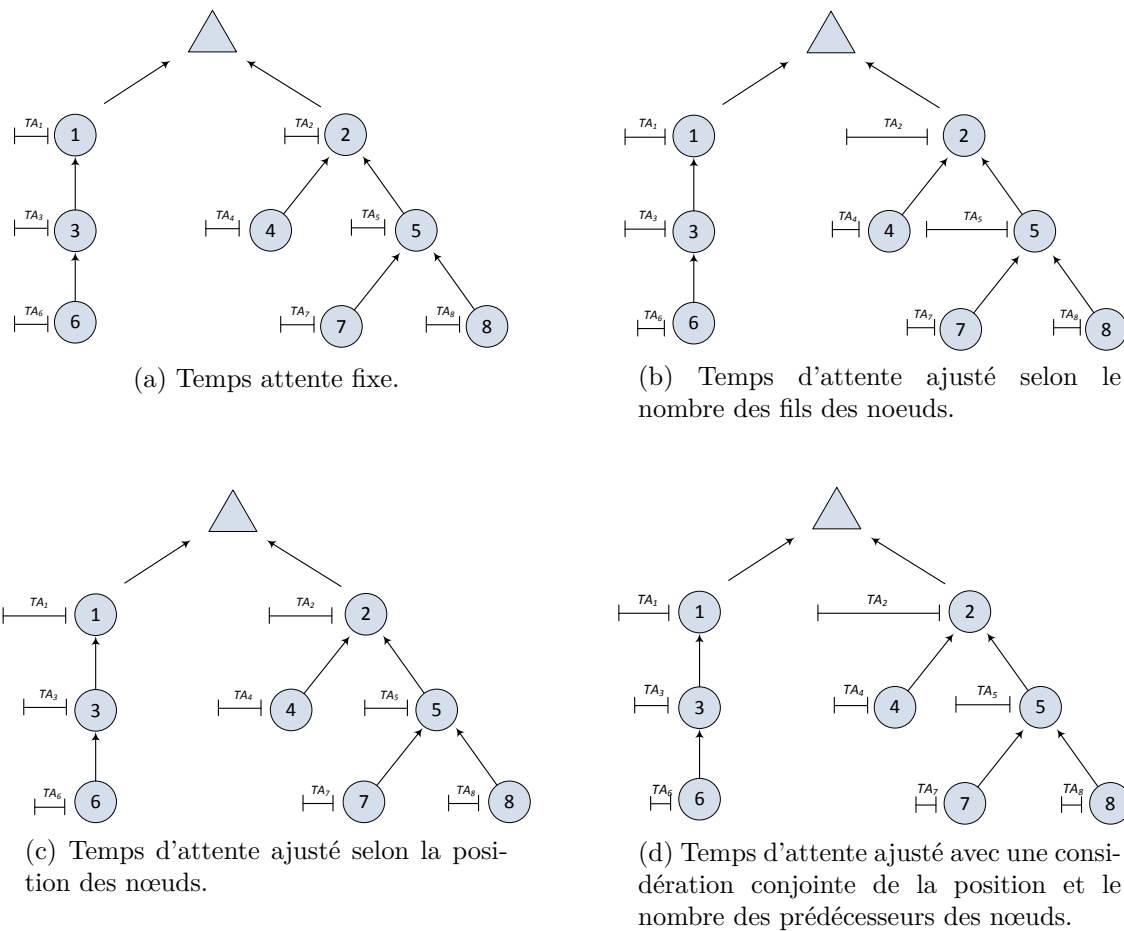 TA₁
1
TA₂
2
TA₃
3
TA₄
4
TA₅
5
TA₆
6
TA₇
7
TA₈
8
(a) Temps attente fixe.
TA₁
1
TA₂
2
TA₃
3
TA₄
4
TA₅
5
TA₆
6
TA₇
7
TA₈
8
(b) Temps d'attente ajusté selon le
nombre des fils des noeuds.
TA₁
1
TA₂
2
TA₃
3
TA₄
4
TA₅
5
TA₆
6
TA₇
7
TA₈
8
(c) Temps d'attente ajusté selon la posi-
tion des nœuds.
TA₁
1
TA₂
2
TA₃
3
TA₄
4
TA₅
5
TA₆
6
TA₇
7
TA₈
8
(d) Temps d'attente ajusté avec une consi-
dération conjointe de la position et le
nombre des prédécesseurs des nœuds.